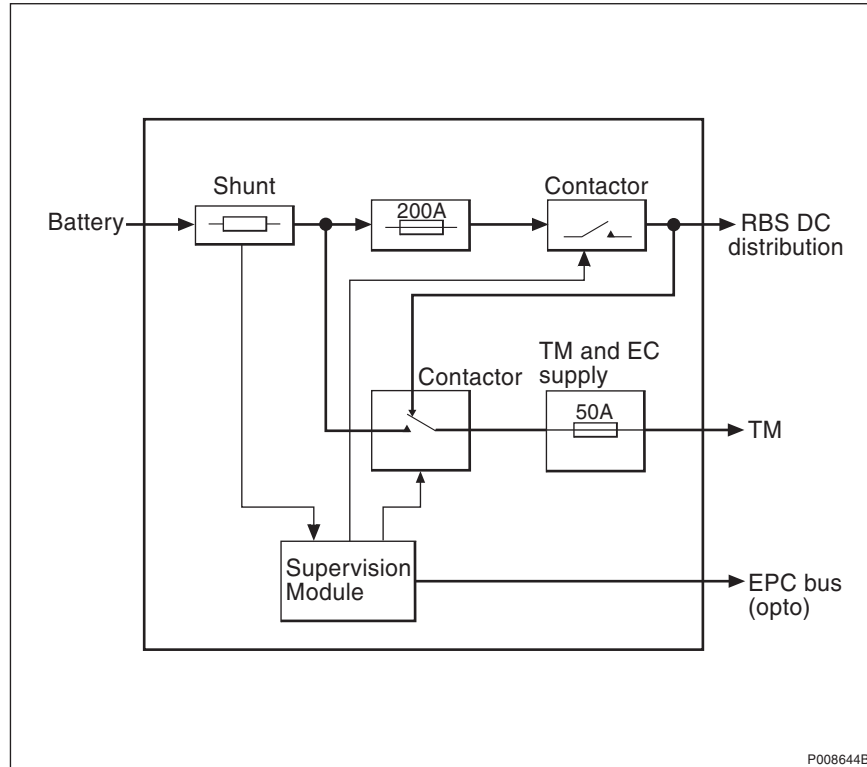 Shunt
Contactor
Battery
200A
RBS DC
distribution
TM and EC
supply
Contactor
50A
TM
Supervision
Module
EPC bus
(opto)
P008644B